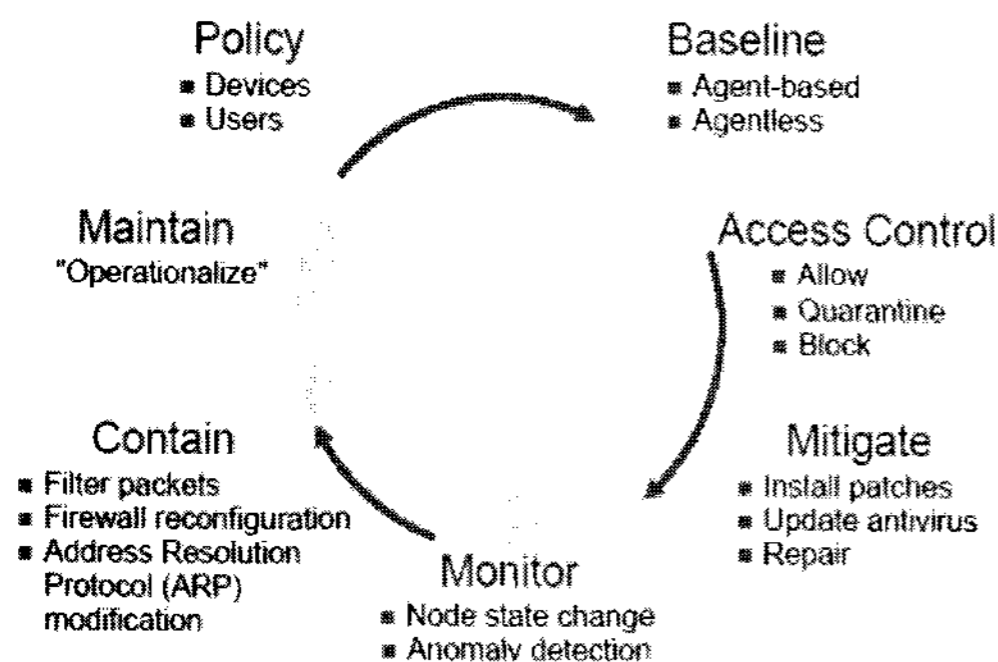 Policy
▪ Devices
▪ Users
Baseline
▪ Agent-based
▪ Agentless
Access Control
▪ Allow
▪ Quarantine
▪ Block
Mitigate
▪ Install patches
▪ Update antivirus
▪ Repair
Monitor
▪ Node state change
▪ Anomaly detection
Contain
▪ Filter packets
▪ Firewall reconfiguration
▪ Address Resolution
Protocol (ARP)
modification
Maintain
"Operationalize"